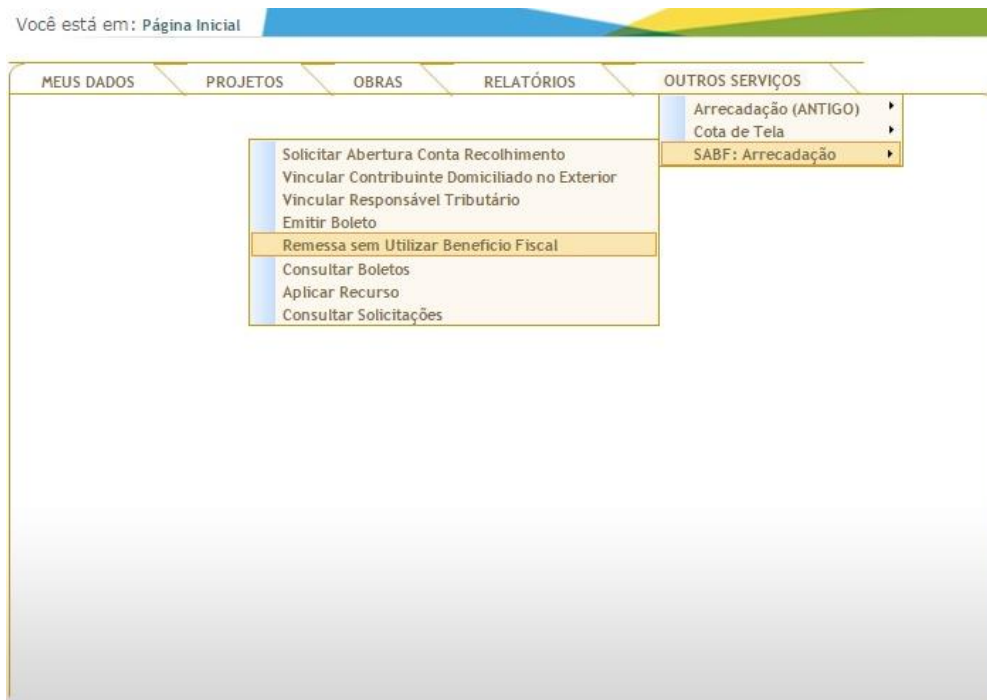 Você está em: Página Inicial
MEUS DADOS PROJETOS OBRAS RELATÓRIOS OUTROS SERVIÇOS
Arrecadação (ANTIGO)
Cota de Tela
SABF: Arrecadação
Solicitar Abertura Conta Recolhimento
Vincular Contribuinte Domiciliado no Exterior
Vincular Responsável Tributário
Emitir Boleto
Remessa sem Utilizar Beneficio Fiscal
Consultar Boletos
Aplicar Recurso
Consultar Solicitações